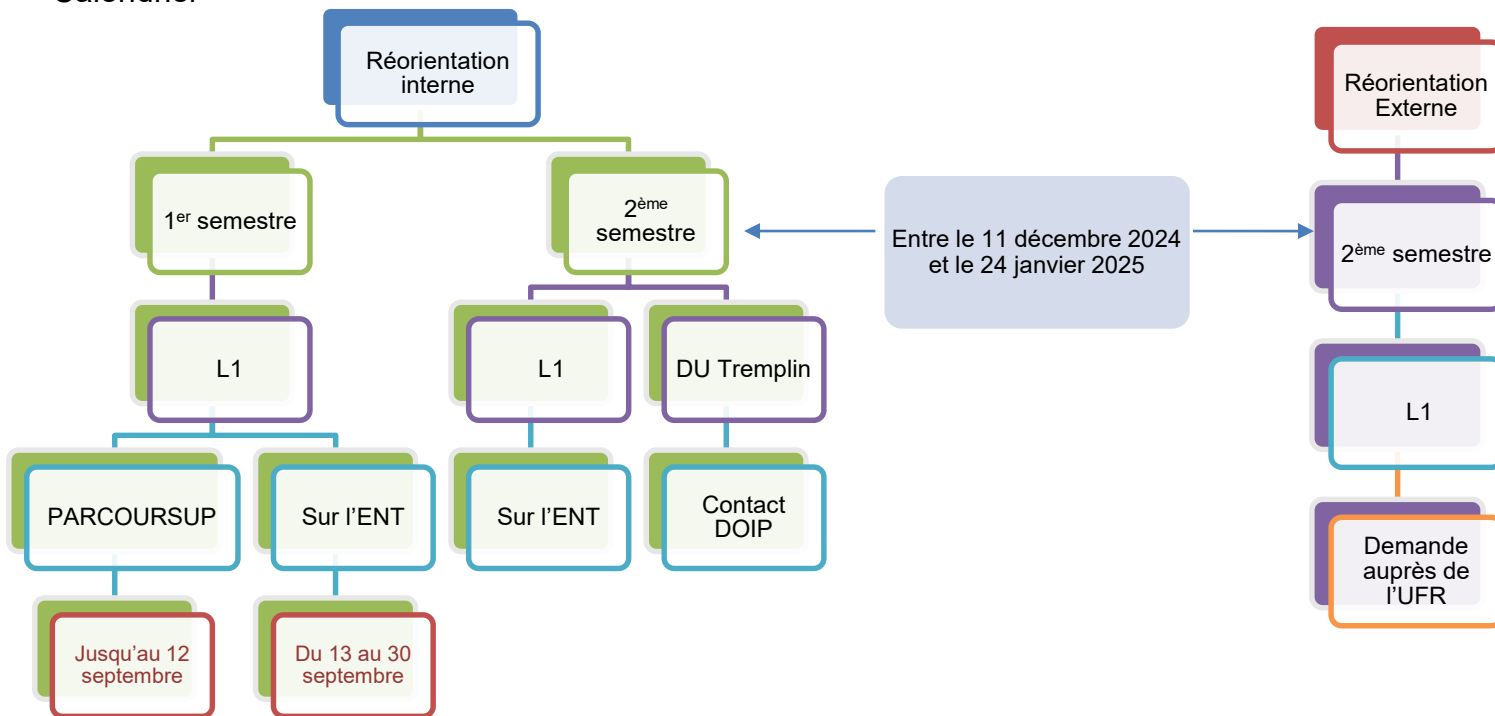 Calendrier
Réorientation
interne
1er semestre
2ème
semestre
L1
L1
DU Tremplin
PARCOURSUP
Sur l’ENT
Sur l’ENT
Contact
DOIP
Jusqu’au 12
septembre
Du 13 au 30
septembre
Entre le 11 décembre 2024
et le 24 janvier 2025
Réorientation
Externe
2ème semestre
L1
Demande
auprès de
l’UFR